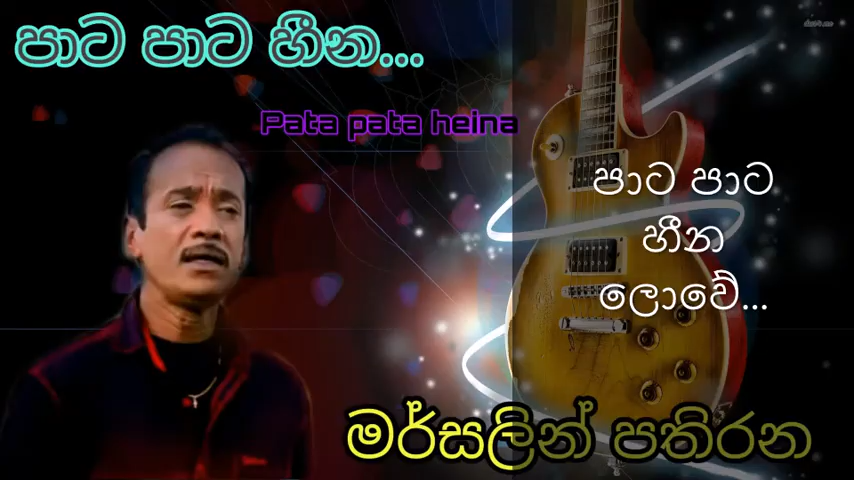 පාට පාට හීන...
Pata pata heina
පාට පාට
හීන
ලොවේ...
මර්සලින් පතිරන